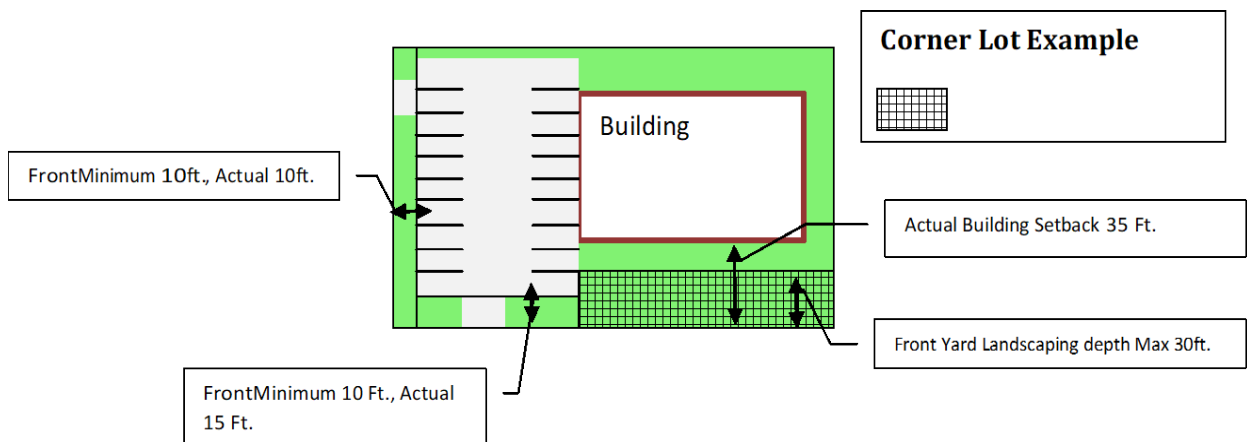 Corner Lot Example
Building
FrontMinimum 10ft., Actual 10ft.
Actual Building Setback 35 Ft.
Front Yard Landscaping depth Max 30ft.
FrontMinimum 10 Ft., Actual
15 Ft.